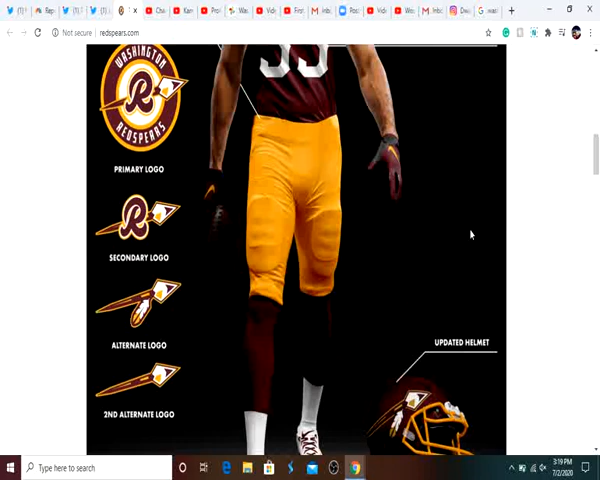 Not secure | redspears.com
WASHINGTON
R
REDSPEARS
PRIMARY LOGO
R
SECONDARY LOGO
ALTERNATE LOGO
2ND ALTERNATE LOGO
UPDATED HELMET
Type here to search
3:19 PM
7/2/2020